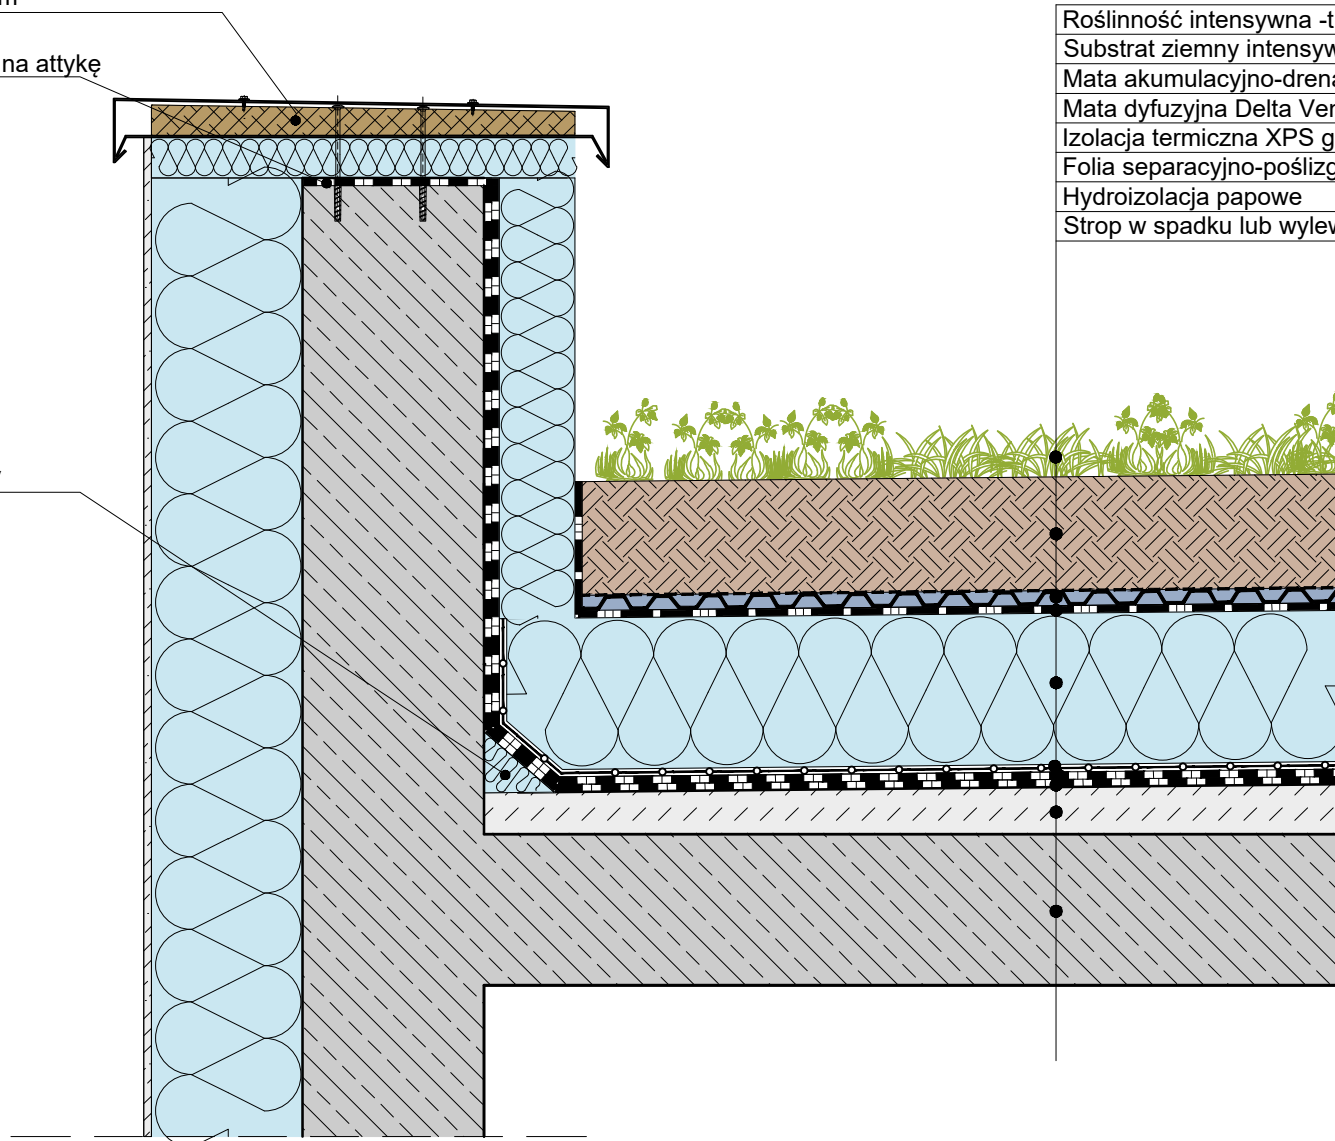 na attykę
Roślinność intensywna -t
Substrat ziemny intensyw
Mata akumulacyjno-drena
Mata dyfuzyjna Delta Ver
Izolacja termiczna XPS g
Folia separacyjno-poślizg
Hydroizolacja papowe
Strop w spadku lub wylew